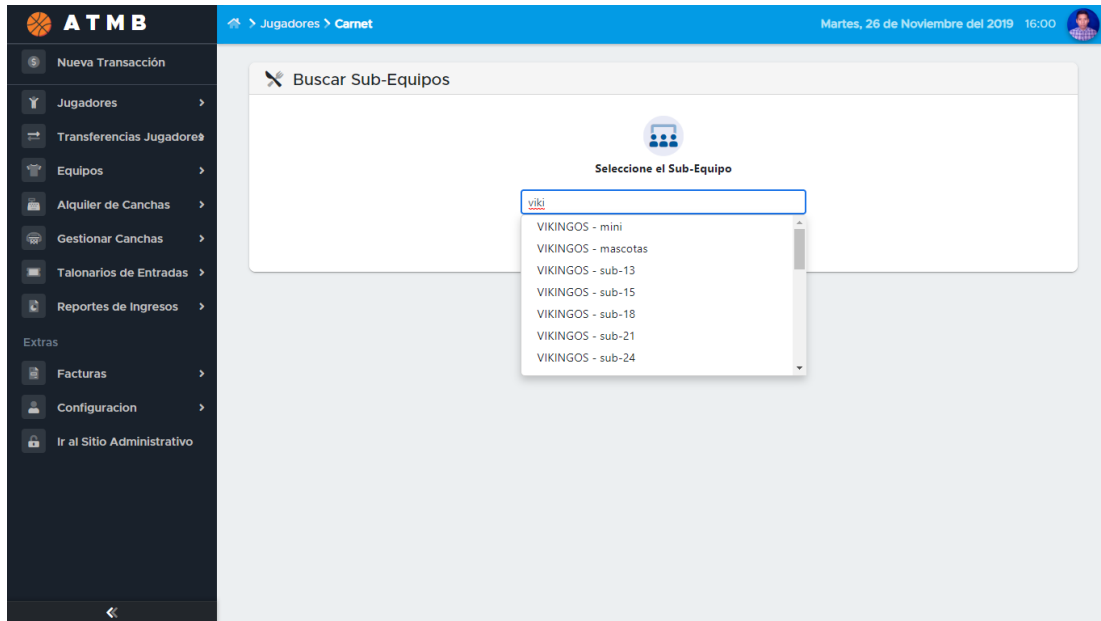 ATMB
Jugadores > Carnet
Martes, 26 de Noviembre del 2019 16:00
Nueva Transacción
Jugadores
Transferencias Jugadores
Equipos
Alquiler de Canchas
Gestionar Canchas
Talonarios de Entradas
Reportes de Ingresos
Extras
Facturas
Configuracion
Ir al Sitio Administrativo
Buscar Sub-Equipos
Seleccione el Sub-Equipo
viki
VIKINGOS - mini
VIKINGOS - mascotas
VIKINGOS - sub-13
VIKINGOS - sub-15
VIKINGOS - sub-18
VIKINGOS - sub-21
VIKINGOS - sub-24